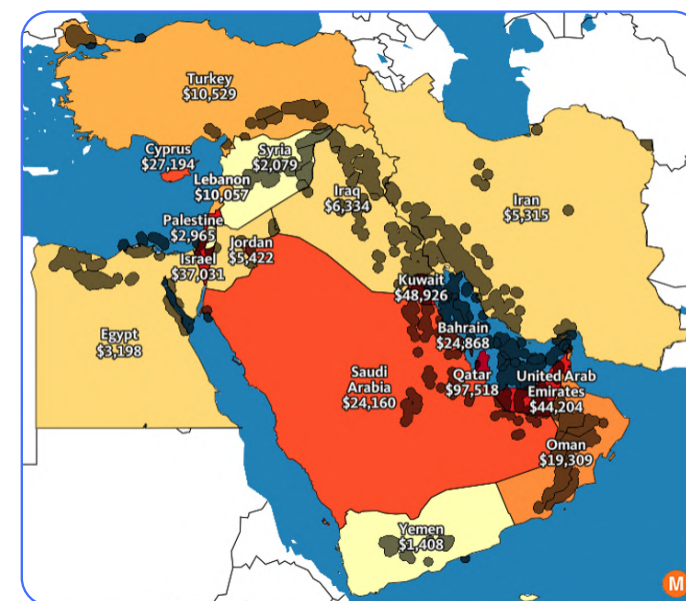 Turkey
$10,529
Cyprus
$27,194
Syria
$2,079
Lebanon
$10,057
Iraq
$6,334
Iran
$5,315
Palestine
$2,965
Jordan
$5,422
Israel
$37,031
Kuwait
$48,926
Bahrain
$24,868
Egypt
$3,198
Saudi
Arabia
$24,160
Qatar
$97,518
United Arab
Emirates
$44,204
Oman
$19,309
Yemen
$1,408
M